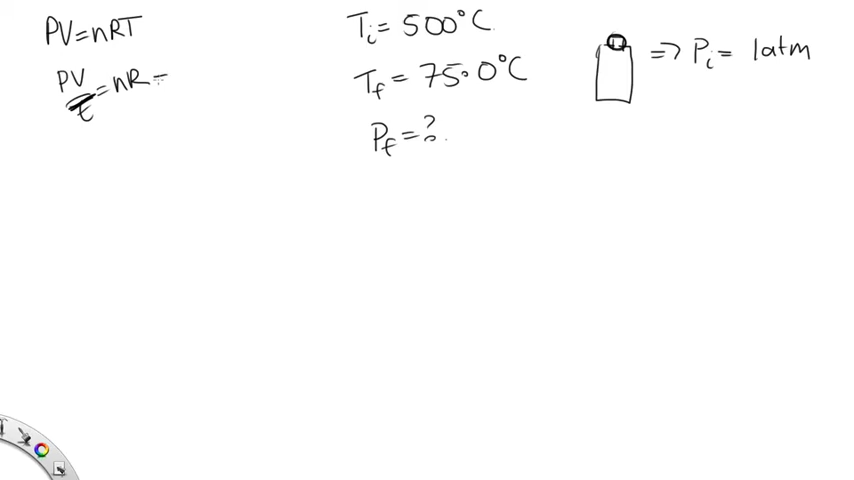 PV=nRT
PV/t=nR=
Ti=500°C
Tf=75.0°C
Pf=?
=> Pi= 1atm